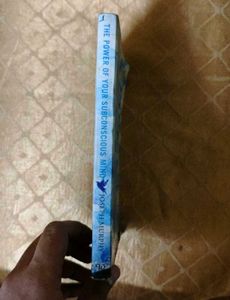 THE POWER OF YOUR SUBCONSCIOUS MIND JOSEPH MURPHY